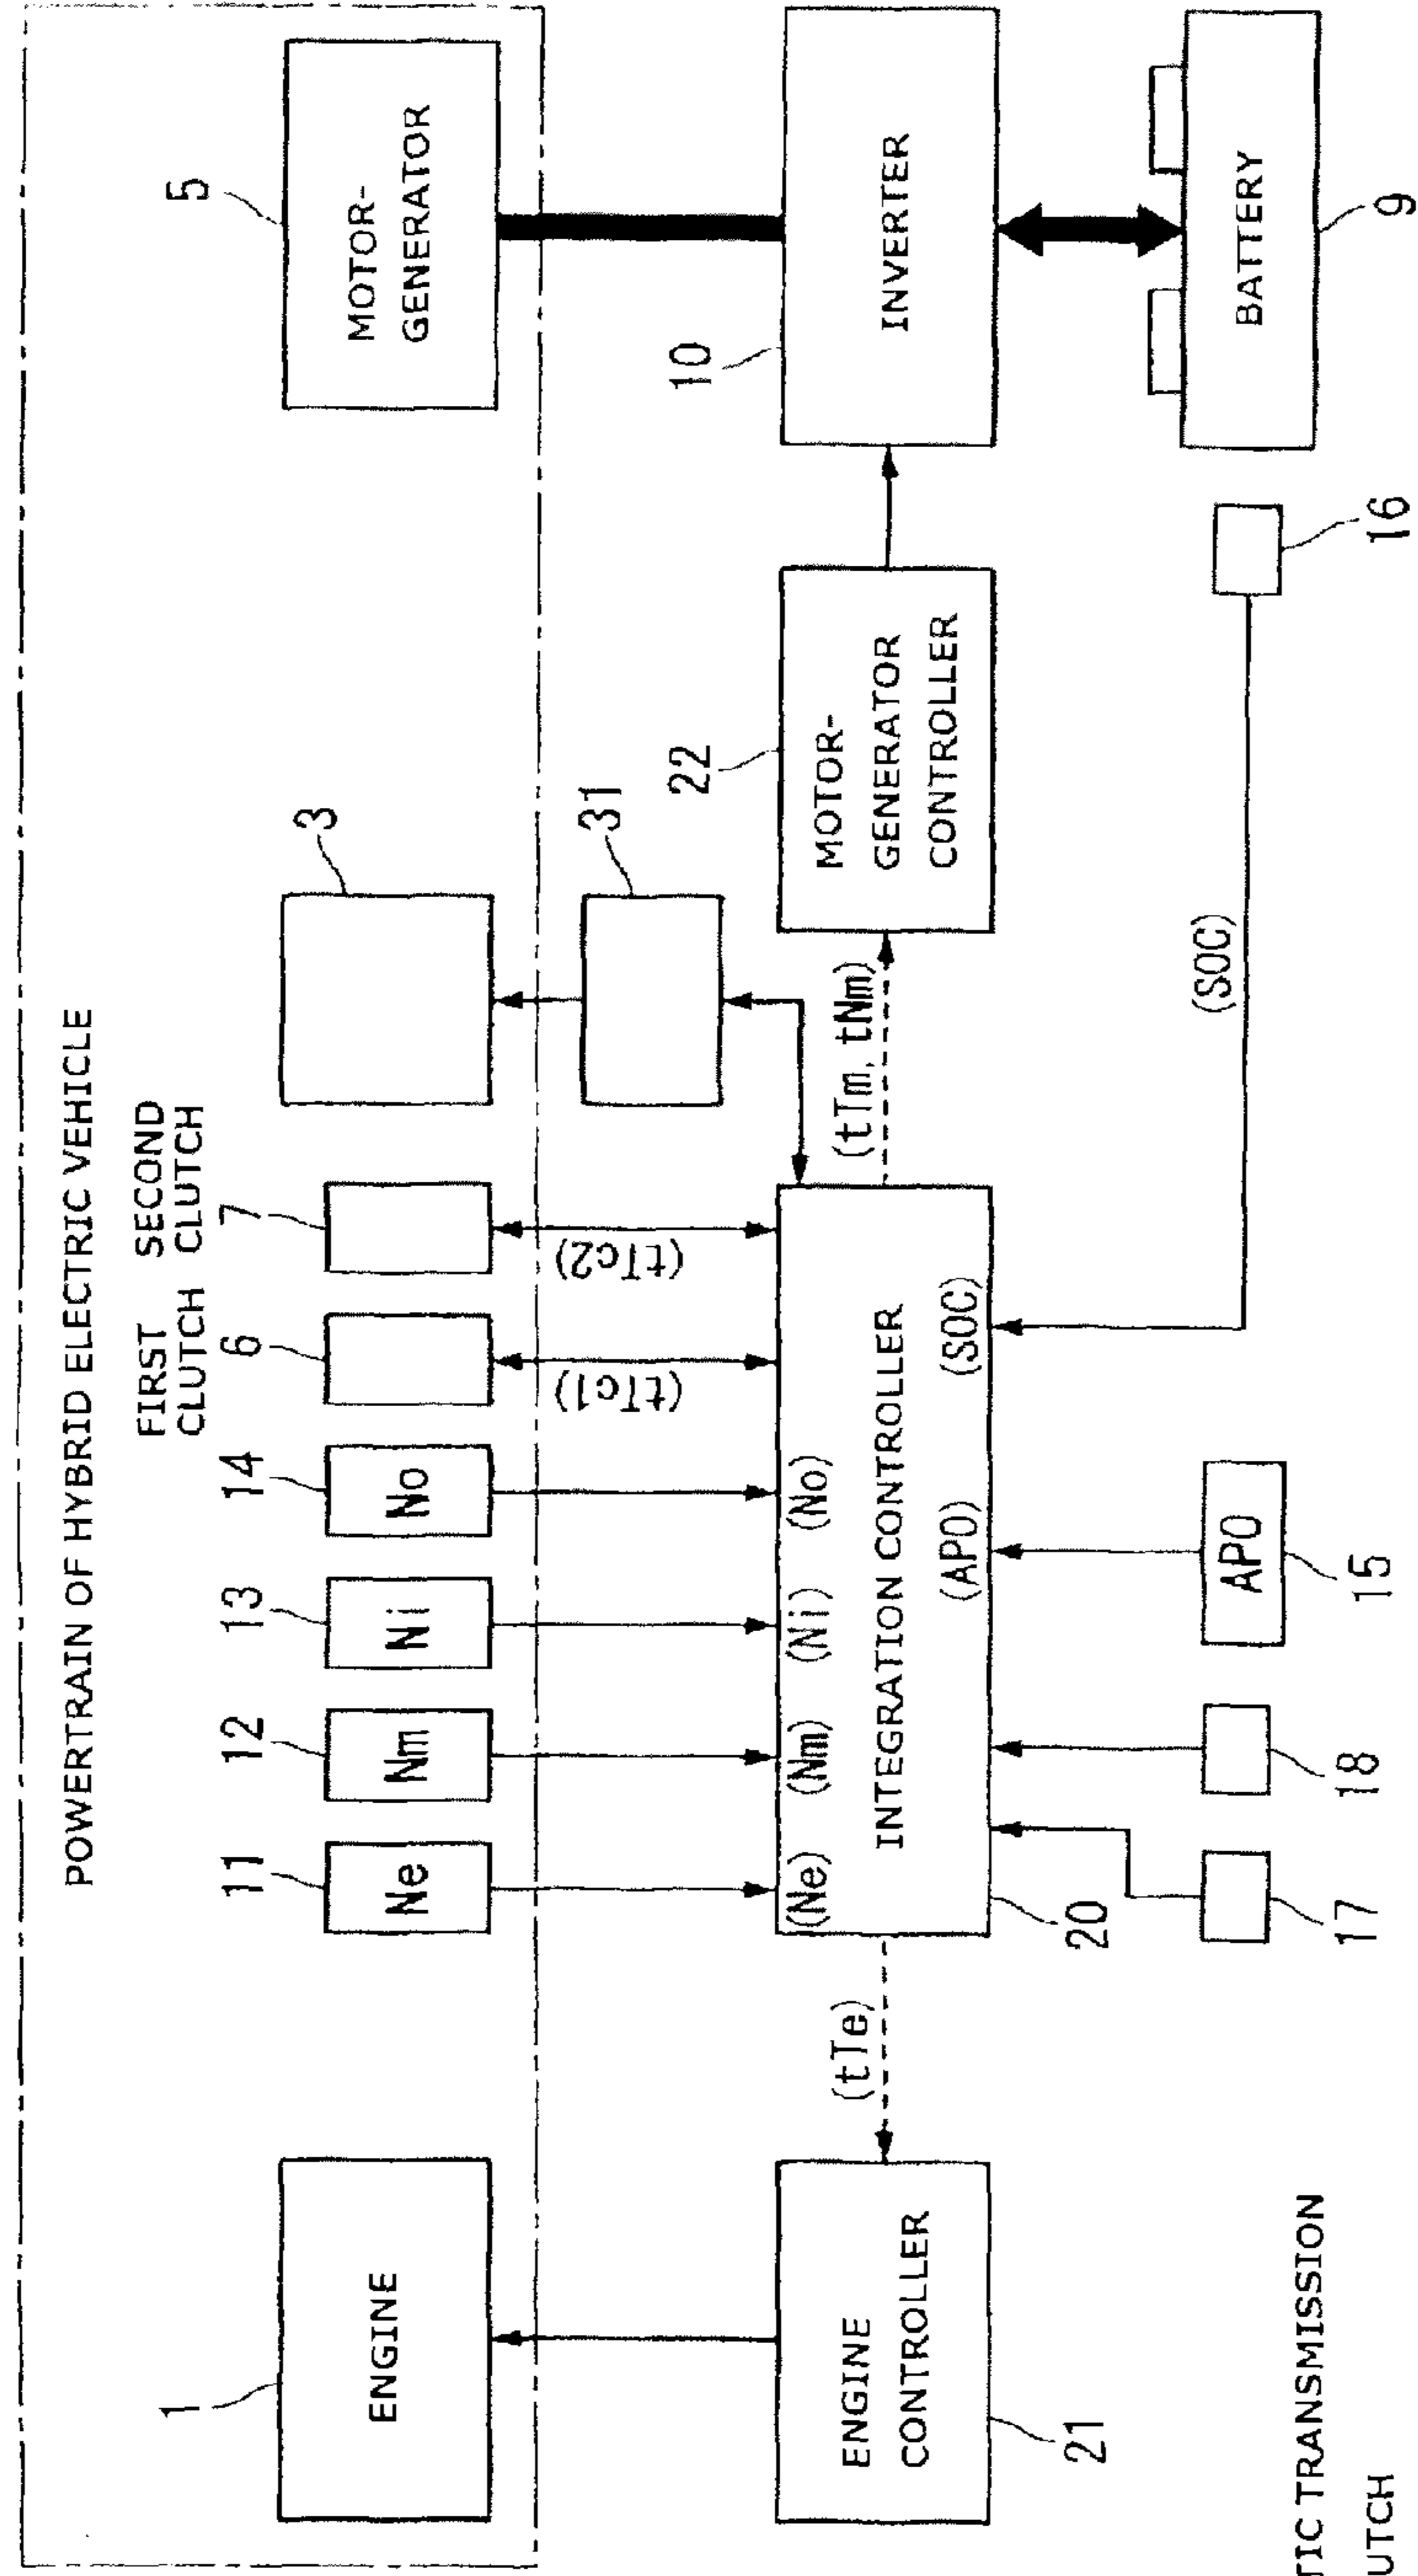 POWERTRAIN OF HYBRID ELECTRIC VEHICLE
FIRST
CLUTCH
SECOND
CLUTCH
1
11
12
13
14
6
7
3
5
ENGINE
Ne
Nm
Ni
No
MOTOR-
GENERATOR
(tTc1)
(tTc2)
31
(tTe)
(Ne)
(Nm)
(Ni)
(No)
INTEGRATION CONTROLLER
(APO)
(SOC)
20
(tTm, tNm)
22
MOTOR-
GENERATOR
CONTROLLER
10
INVERTER
ENGINE
CONTROLLER
21
17
18
APO
15
(SOC)
16
BATTERY
9
TIC TRANSMISSION
UTCH